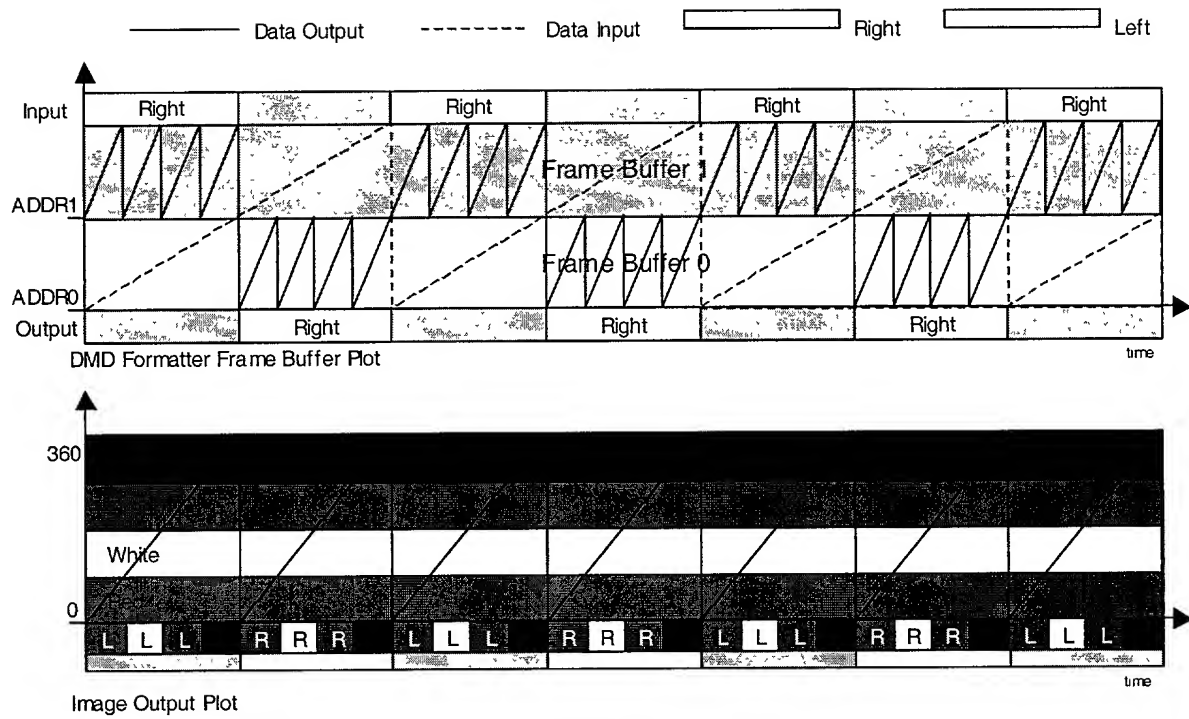 Data Output Data Input Right Left
Input Right Right Right Right
Frame Buffer 1
ADDR1
Frame Buffer 0
ADDR0
Output Right Right Right
DMD Formatter Frame Buffer Plot time
360
White
0
L L L R R R L L L R R R L L L R R R L L L
time
Image Output Plot